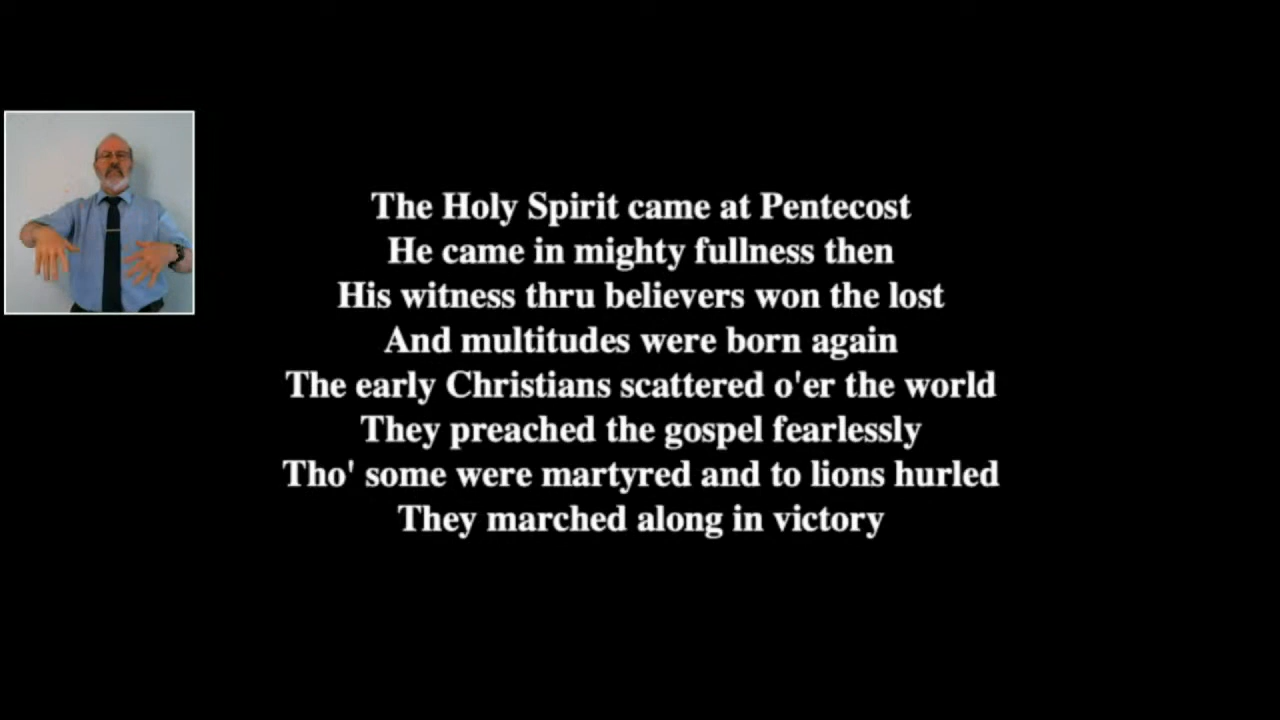 The Holy Spirit came at Pentecost
He came in mighty fullness then
His witness thru believers won the lost
And multitudes were born again
The early Christians scattered o'er the world
They preached the gospel fearlessly
Tho' some were martyred and to lions hurled
They marched along in victory